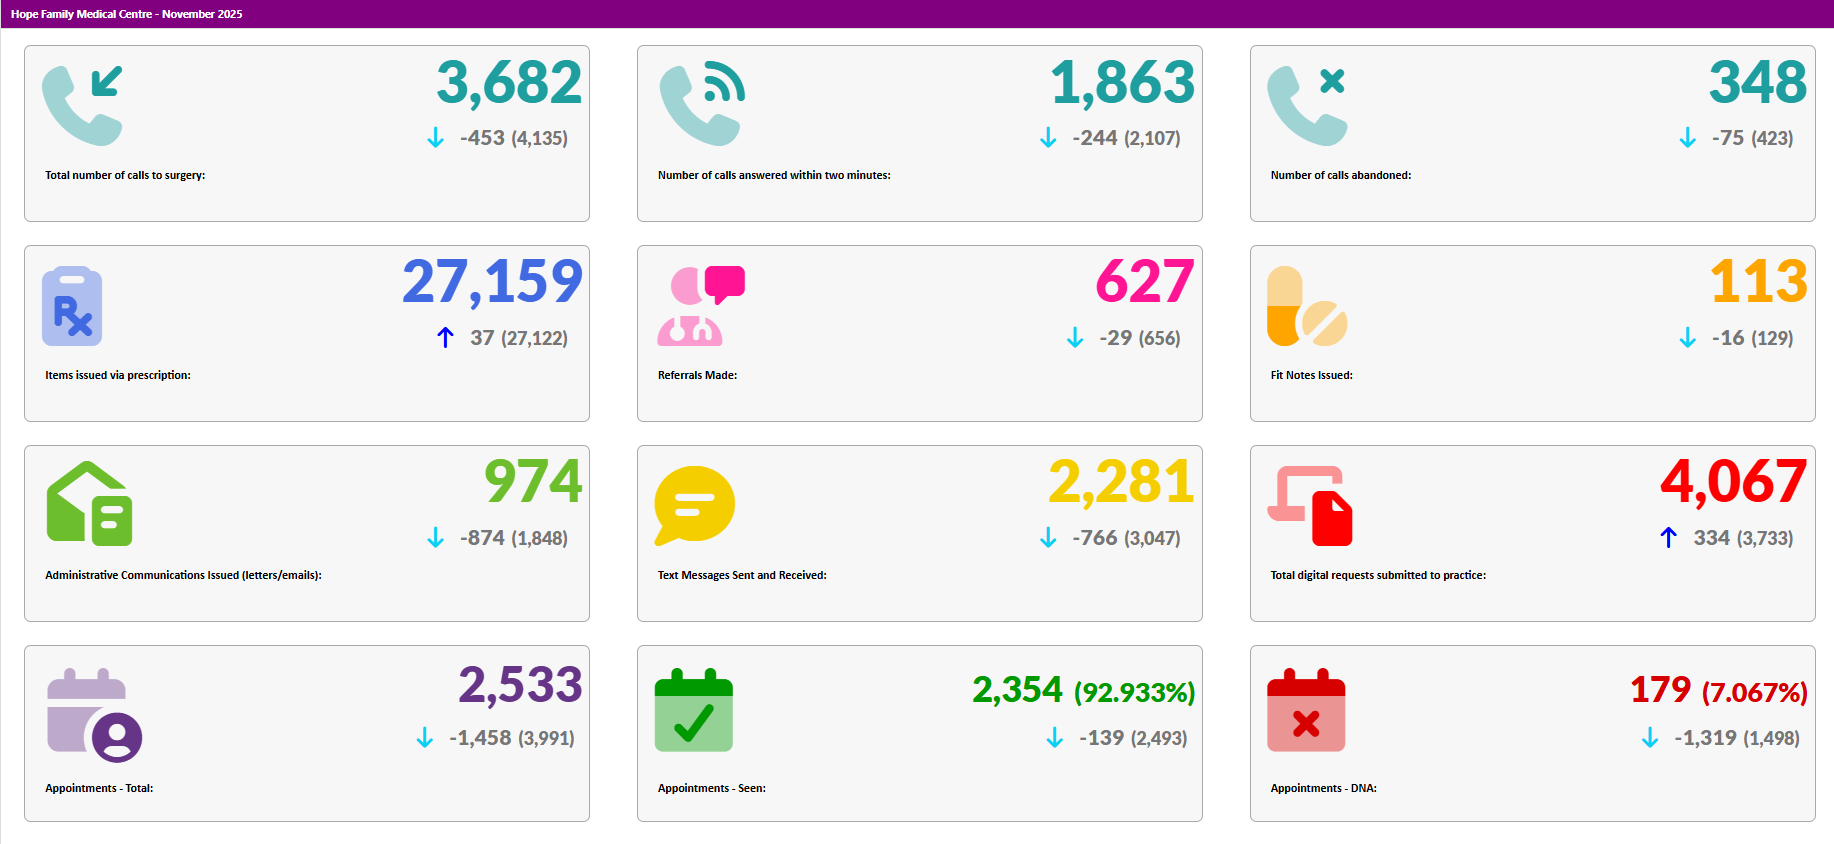 Hope Family Medical Centre - November 2025
3,682
-453 (4,135)
Total number of calls to surgery:
1,863
-244 (2,107)
Number of calls answered within two minutes:
348
-75 (423)
Number of calls abandoned:
Rx
27,159
37 (27,122)
Items issued via prescription:
627
-29 (656)
Referrals Made:
113
-16 (129)
Fit Notes Issued:
974
-874 (1,848)
Administrative Communications Issued (letters/emails):
2,281
-766 (3,047)
Text Messages Sent and Received:
4,067
334 (3,733)
Total digital requests submitted to practice:
2,533
-1,458 (3,991)
Appointments - Total:
2,354 (92.933%)
-139 (2,493)
Appointments - Seen:
179 (7.067%)
-1,319 (1,498)
Appointments - DNA: